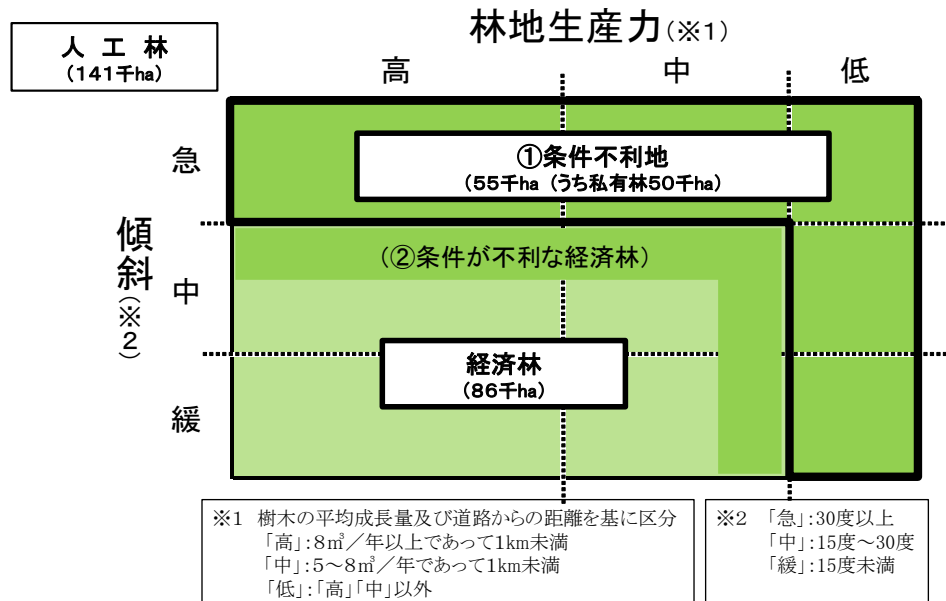 人 工 林
（141千ha）
林地生産力（※1）
高
中
低
急
①条件不利地
（55千ha（うち私有林50千ha）
傾斜（※2）
（②条件が不利な経済林）
中
経済林
（86千ha）
緩
※1 樹木の平均成長量及び道路からの距離を基に区分
「高」：8㎥／年以上であって1km未満
「中」：5～8㎥／年であって1km未満
「低」：「高」「中」以外
※2 「急」：30度以上
「中」：15度～30度
「緩」：15度未満